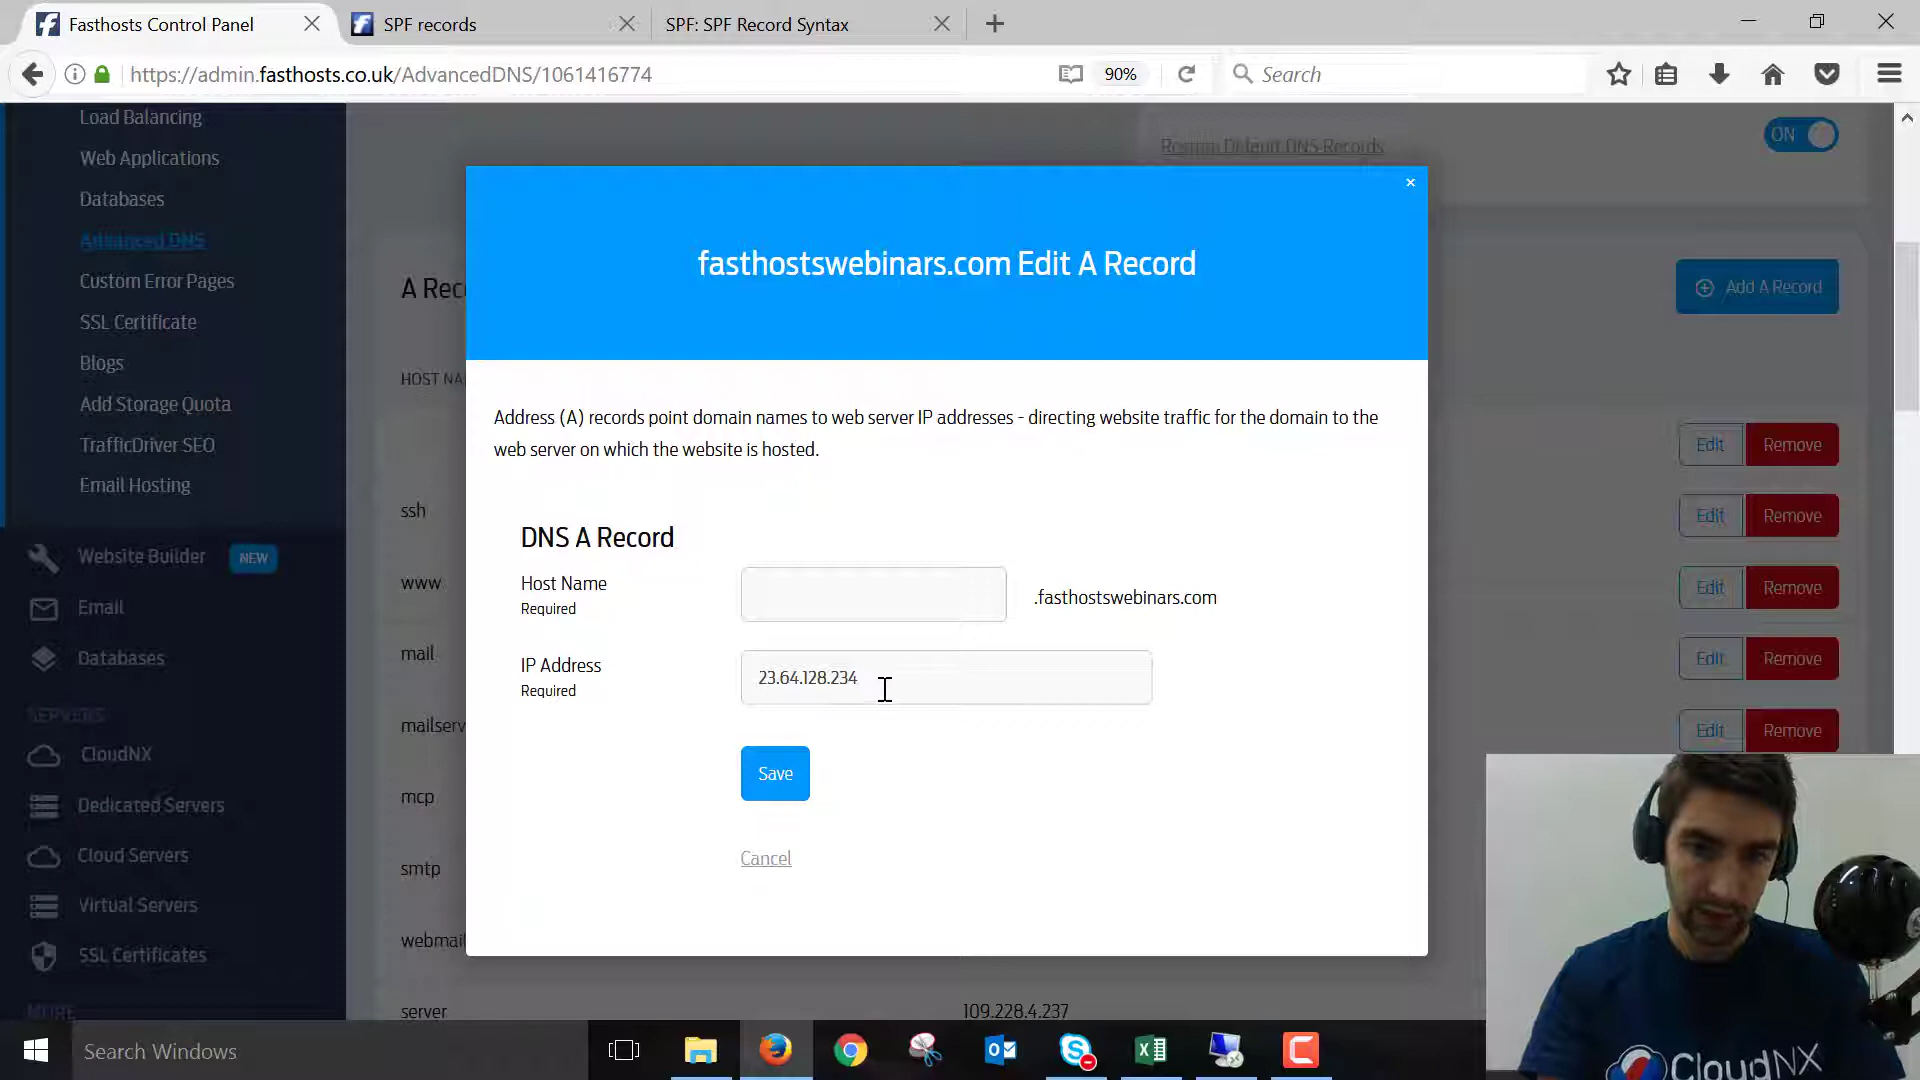 Fasthosts Control Panel
SPF records
SPF: SPF Record Syntax
https://admin.fasthosts.co.uk/AdvancedDNS/1061416774
90%
Search
Load Balancing
Web Applications
Databases
Advanced DNS
Custom Error Pages
SSL Certificate
Blogs
Add Storage Quota
TrafficDriver SEO
Email Hosting
Website Builder NEW
Email
Databases
SERVERS
CloudNX
Dedicated Servers
Cloud Servers
Virtual Servers
SSL Certificates
MORE
DNS Records
ON
A Rec
Add A Record
HOST NA
Edit Remove
ssh
Edit Remove
www
Edit Remove
mail
Edit Remove
mailserv
Edit Remove
mcp
smtp
webmail
server
109.228.4.237
fasthostswebinars.com Edit A Record
Address (A) records point domain names to web server IP addresses - directing website traffic for the domain to the
web server on which the website is hosted.
DNS A Record
Host Name
Required
.fasthostswebinars.com
IP Address
Required
23.64.128.234
Save
Cancel
CloudNX
Search Windows